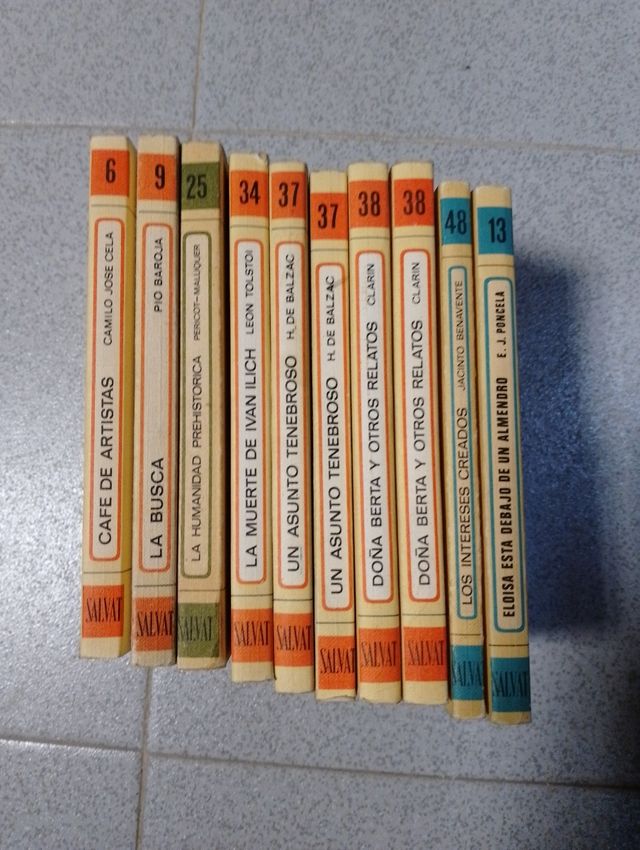 6
CAFE DE ARTISTAS CAMILO JOSE CELA
SALVAT
9
LA BUSCA PIO BAROJA
SALVAT
25
LA HUMANIDAD PREHISTORICA PERICOT-MALUQUER
SALVAT
34
LA MUERTE DE IVAN ILICH LEON TOLSTOI
SALVAT
37
UN ASUNTO TENEBROSO H. DE BALZAC
SALVAT
37
UN ASUNTO TENEBROSO H. DE BALZAC
SALVAT
38
DOÑA BERTA Y OTROS RELATOS CLARIN
SALVAT
38
DOÑA BERTA Y OTROS RELATOS CLARIN
SALVAT
48
LOS INTERESES CREADOS JACINTO BENAVENTE
SALVAT
13
ELOISA ESTA DEBAJO DE UN ALMENDRO E. J. PONCELA
SALVAT